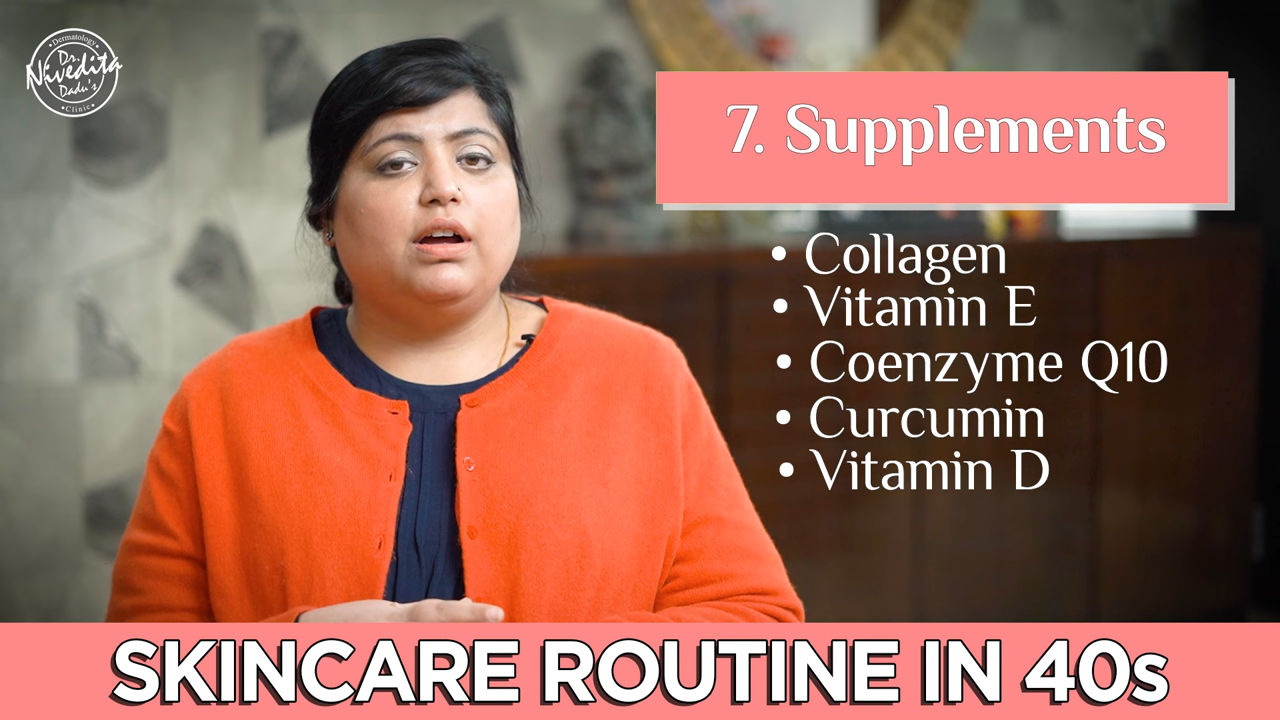 Dermatology
Dr.
Nivedita
Dadu's
Clinic
7. Supplements
• Collagen
• Vitamin E
• Coenzyme Q10
• Curcumin
• Vitamin D
SKINCARE ROUTINE IN 40s